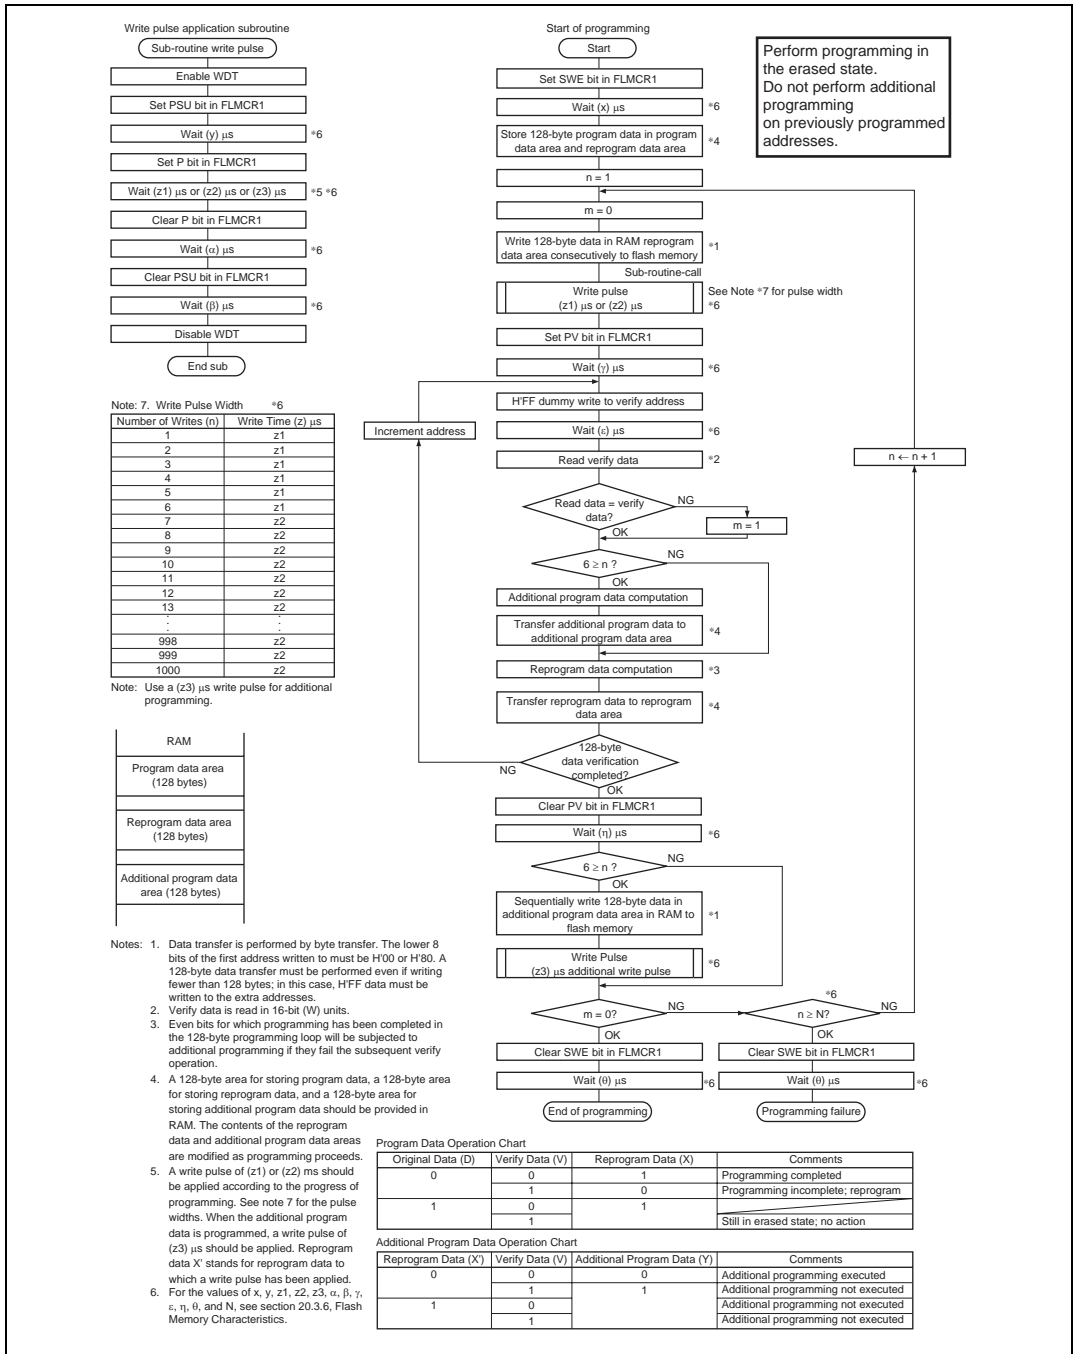 Write pulse application subroutine
Sub-routine write pulse
Enable WDT
Set PSU bit in FLMCR1
Wait (y) μs
*6
Set P bit in FLMCR1
Wait (z1) μs or (z2) μs or (z3) μs
*5 *6
Clear P bit in FLMCR1
Wait (α) μs
*6
Clear PSU bit in FLMCR1
Wait (β) μs
*6
Disable WDT
End sub
Note: 7. Write Pulse Width *6
Number of Writes (n) Write Time (z) μs
1 z1
2 z1
3 z1
4 z1
5 z1
6 z1
7 z2
8 z2
9 z2
10 z2
11 z2
12 z2
13 z2
⋮ ⋮
998 z2
999 z2
1000 z2
Note: Use a (z3) μs write pulse for additional
programming.
RAM
Program data area
(128 bytes)
Reprogram data area
(128 bytes)
Additional program data
area (128 bytes)
Start of programming
Start
Set SWE bit in FLMCR1
Wait (x) μs
*6
Store 128-byte program data in program
data area and reprogram data area
*4
n = 1
m = 0
Write 128-byte data in RAM reprogram
data area consecutively to flash memory
*1
Sub-routine-call
Write pulse
(z1) μs or (z2) μs
See Note *7 for pulse width
*6
Set PV bit in FLMCR1
Wait (γ) μs
*6
H'FF dummy write to verify address
Wait (ε) μs
*6
Read verify data
*2
Increment address
n ← n + 1
Read data = verify
data?
NG
m = 1
OK
6 ≥ n ?
NG
OK
Additional program data computation
Transfer additional program data to
additional program data area
*4
Reprogram data computation
*3
Transfer reprogram data to reprogram
data area
*4
128-byte
data verification
completed?
NG
OK
Clear PV bit in FLMCR1
Wait (η) μs
*6
6 ≥ n ?
NG
OK
Sequentially write 128-byte data in
additional program data area in RAM to
flash memory
*1
Write Pulse
(z3) μs additional write pulse
*6
m = 0?
NG
*6
n ≥ N?
NG
OK
OK
Clear SWE bit in FLMCR1
Clear SWE bit in FLMCR1
Wait (θ) μs
*6
Wait (θ) μs
*6
End of programming
Programming failure
Perform programming in
the erased state.
Do not perform additional
programming
on previously programmed
addresses.
Notes: 1. Data transfer is performed by byte transfer. The lower 8
bits of the first address written to must be H'00 or H'80. A
128-byte data transfer must be performed even if writing
fewer than 128 bytes; in this case, H'FF data must be
written to the extra addresses.
2. Verify data is read in 16-bit (W) units.
3. Even bits for which programming has been completed in
the 128-byte programming loop will be subjected to
additional programming if they fail the subsequent verify
operation.
4. A 128-byte area for storing program data, a 128-byte area
for storing reprogram data, and a 128-byte area for
storing additional program data should be provided in
RAM. The contents of the reprogram
data and additional program data areas
are modified as programming proceeds.
5. A write pulse of (z1) or (z2) ms should
be applied according to the progress of
programming. See note 7 for the pulse
widths. When the additional program
data is programmed, a write pulse of
(z3) μs should be applied. Reprogram
data X' stands for reprogram data to
which a write pulse has been applied.
6. For the values of x, y, z1, z2, z3, α, β, γ,
ε, η, θ, and N, see section 20.3.6, Flash
Memory Characteristics.
Program Data Operation Chart
Original Data (D) Verify Data (V) Reprogram Data (X) Comments
0 0 1 Programming completed
1 0 Programming incomplete; reprogram
1 0 1
1 Still in erased state; no action
Additional Program Data Operation Chart
Reprogram Data (X') Verify Data (V) Additional Program Data (Y) Comments
0 0 0 Additional programming executed
1 1 Additional programming not executed
1 0 Additional programming not executed
1 Additional programming not executed